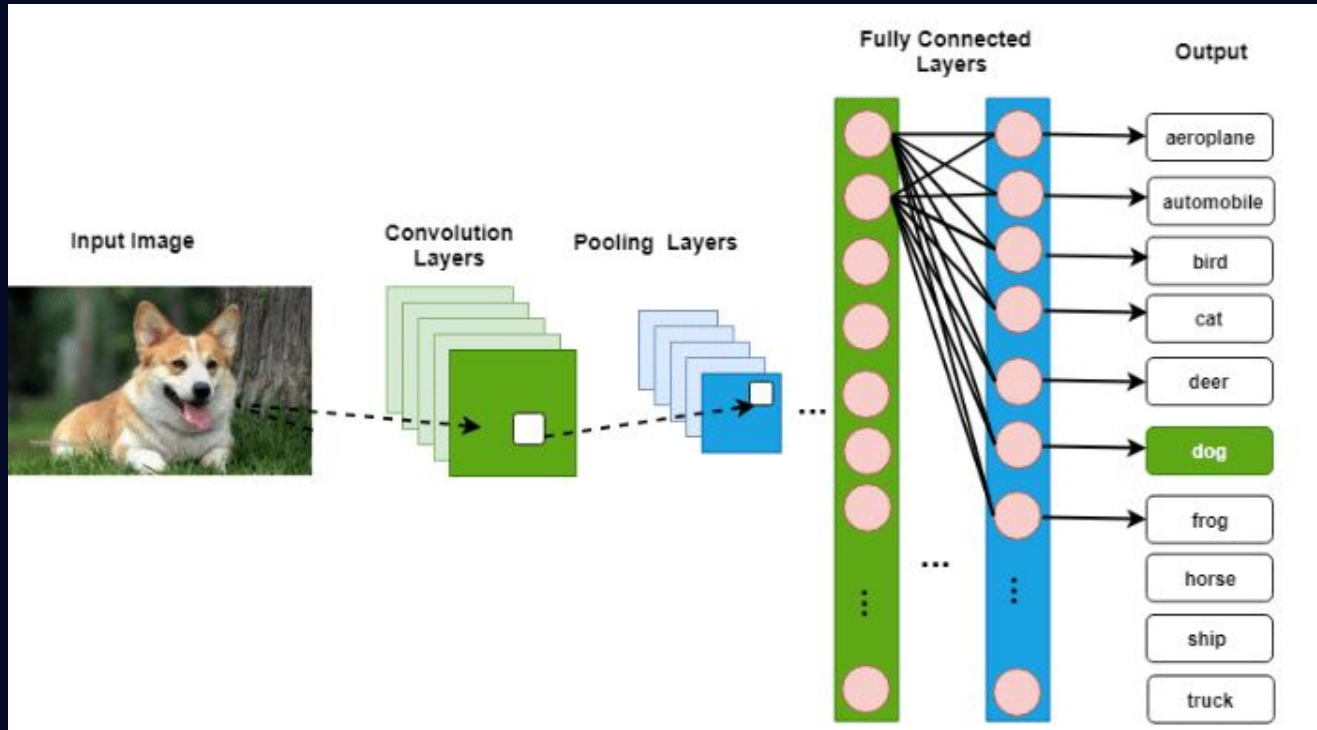 Input Image
Convolution
Layers
Pooling Layers
Fully Connected
Layers
Output
aeroplane
automobile
bird
cat
deer
dog
frog
horse
ship
truck
...
...
...
...